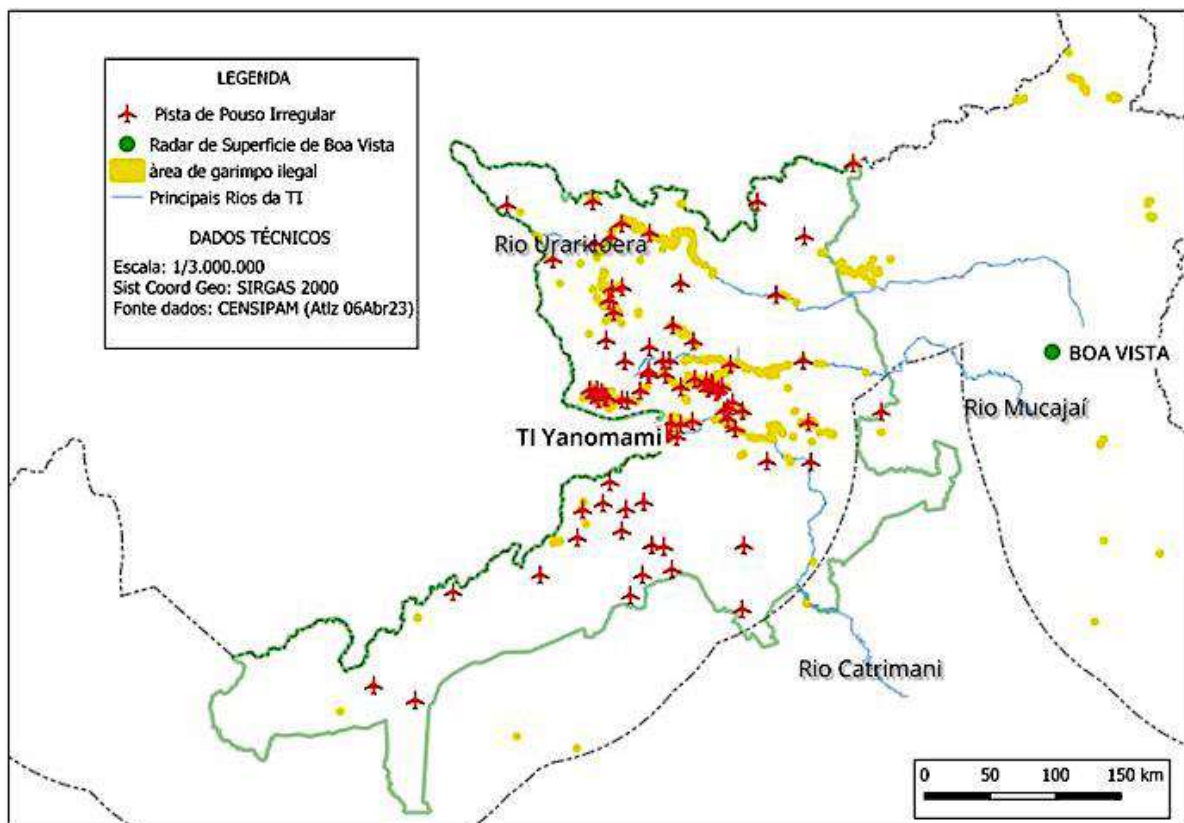 LEGENDA
Pista de Pouso Irregular
Radar de Superficie de Boa Vista
àrea de garimpo ilegal
Principais Rios da TI
DADOS TÉCNICOS
Escala: 1/3.000.000
Sist Coord Geo: SIRGAS 2000
Fonte dados: CENSIPAM (Atlz 06Abr23)
Rio Uraricoera
BOA VISTA
Rio Mucajaí
TI Yanomami
Rio Catrimani
0 50 100 150 km